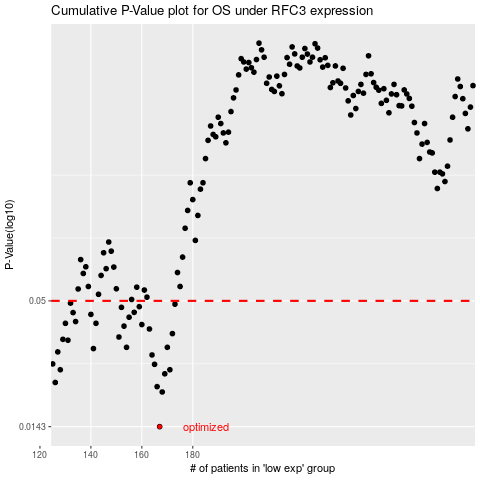 Cumulative P-Value plot for OS under RFC3 expression
P-Value(log10)
0.05
0.0143
optimized
120 140 160 180
# of patients in 'low exp' group